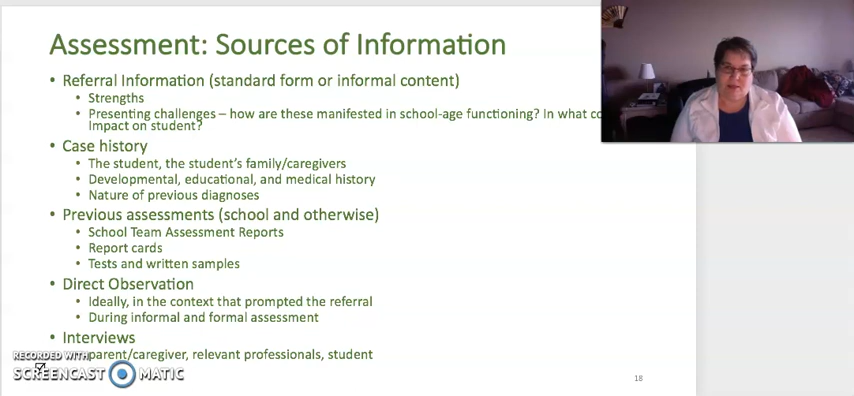 Assessment: Sources of Information
• Referral Information (standard form or informal content)
• Strengths
• Presenting challenges – how are these manifested in school-age functioning? In what
Impact on student?
• Case history
• The student, the student's family/caregivers
• Developmental, educational, and medical history
• Nature of previous diagnoses
• Previous assessments (school and otherwise)
• School Team Assessment Reports
• Report cards
• Tests and written samples
• Direct Observation
• Ideally, in the context that prompted the referral
• During informal and formal assessment
• Interviews
parent/caregiver, relevant professionals, student
RECORDED WITH
SCREENCAST MATIC
18